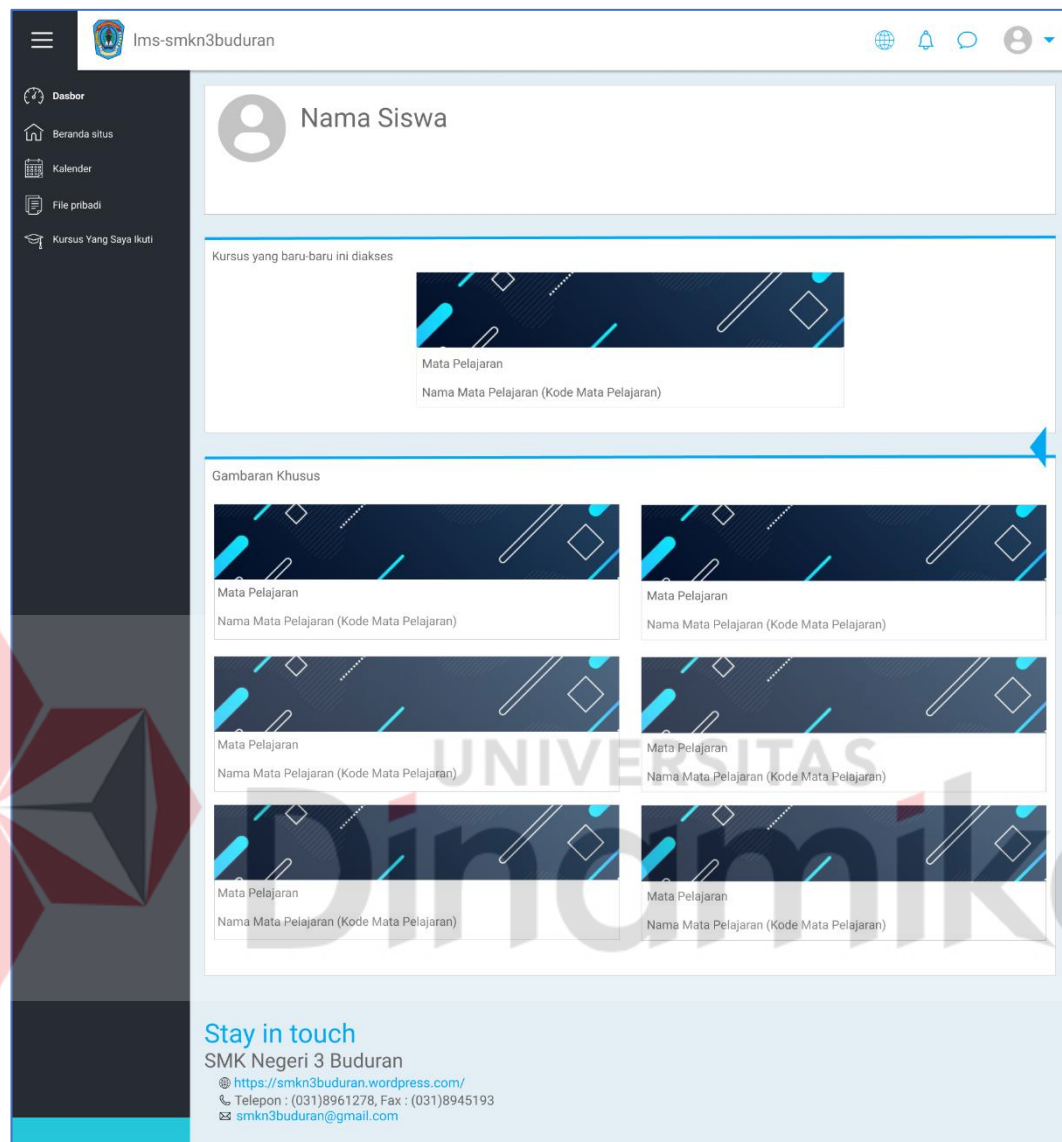 lms-smkn3buduran
Dasbor
Beranda situs
Kalender
File pribadi
Kursus Yang Saya Ikuti
Nama Siswa
Kursus yang baru-baru ini diakses
Mata Pelajaran
Nama Mata Pelajaran (Kode Mata Pelajaran)
Gambaran Khusus
Mata Pelajaran
Nama Mata Pelajaran (Kode Mata Pelajaran)
Mata Pelajaran
Nama Mata Pelajaran (Kode Mata Pelajaran)
Mata Pelajaran
Nama Mata Pelajaran (Kode Mata Pelajaran)
Mata Pelajaran
Nama Mata Pelajaran (Kode Mata Pelajaran)
Mata Pelajaran
Nama Mata Pelajaran (Kode Mata Pelajaran)
Mata Pelajaran
Nama Mata Pelajaran (Kode Mata Pelajaran)
UNIVERSITAS
Dinamika
Stay in touch
SMK Negeri 3 Buduran
https://smkn3buduran.wordpress.com/
Telepon : (031)8961278, Fax : (031)8945193
smkn3buduran@gmail.com